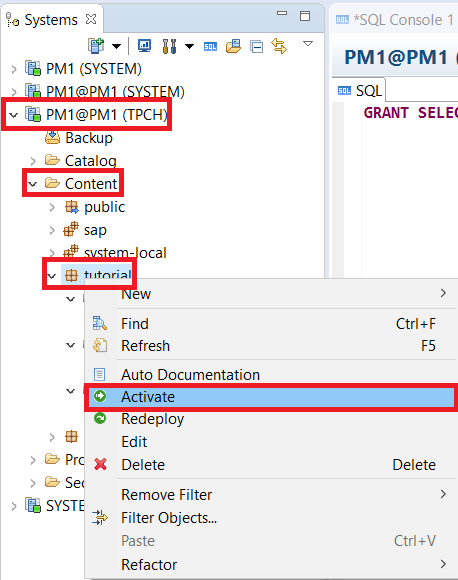 Systems
*SQL Console 1
PM1 (SYSTEM)
PM1@PM1 (SYSTEM)
PM1@PM1 (
PM1@PM1 (TPCH)
SQL
Backup
GRANT SELEC
Catalog
Content
public
sap
system-local
tutorial
New
Find Ctrl+F
Refresh F5
Auto Documentation
Activate
Redeploy
Edit
Delete Delete
Pro
Sec
Remove Filter
SYSTE
Filter Objects...
Paste Ctrl+V
Refactor